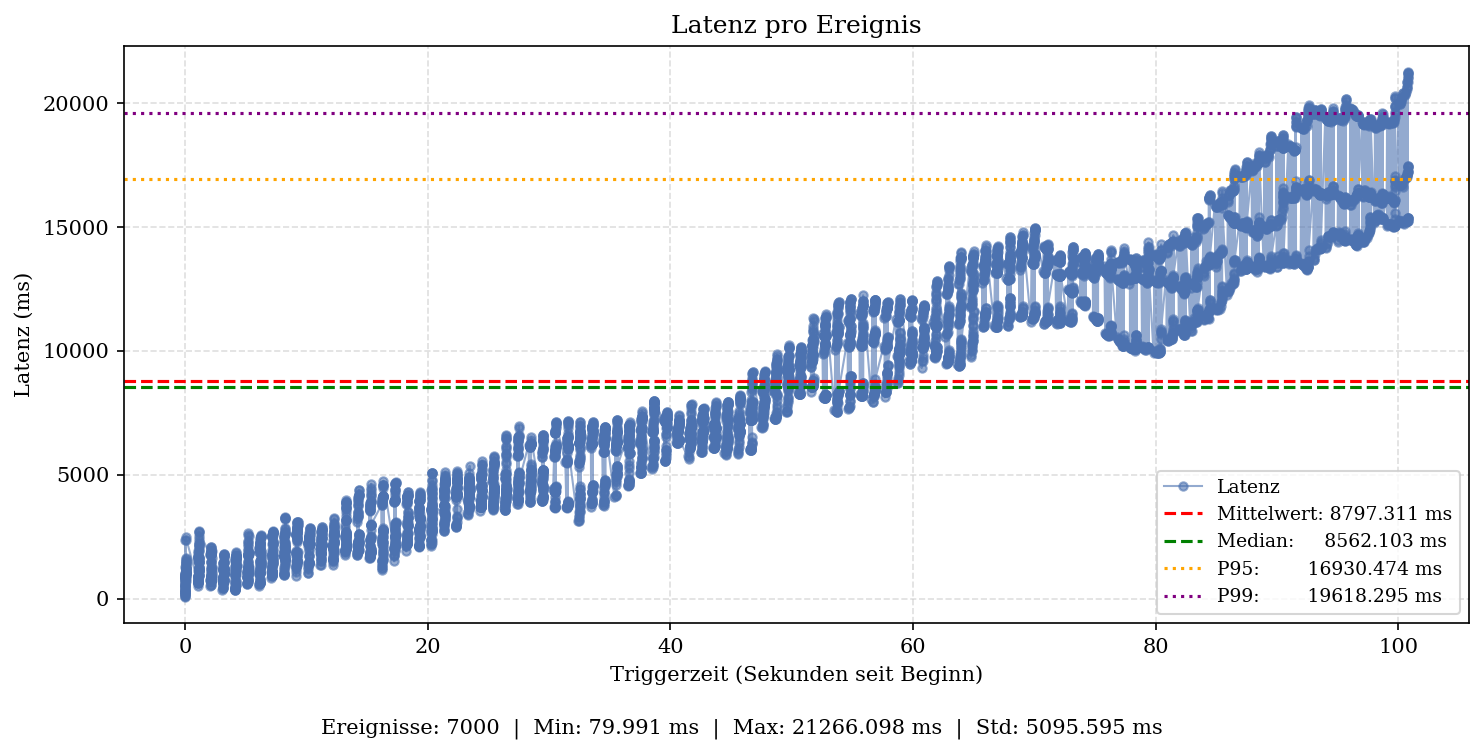 Latenz pro Ereignis
20000
15000
10000
5000
0
Latenz (ms)
Latenz
Mittelwert: 8797.311 ms
Median: 8562.103 ms
P95: 16930.474 ms
P99: 19618.295 ms
0 20 40 60 80 100
Triggerzeit (Sekunden seit Beginn)
Ereignisse: 7000 | Min: 79.991 ms | Max: 21266.098 ms | Std: 5095.595 ms